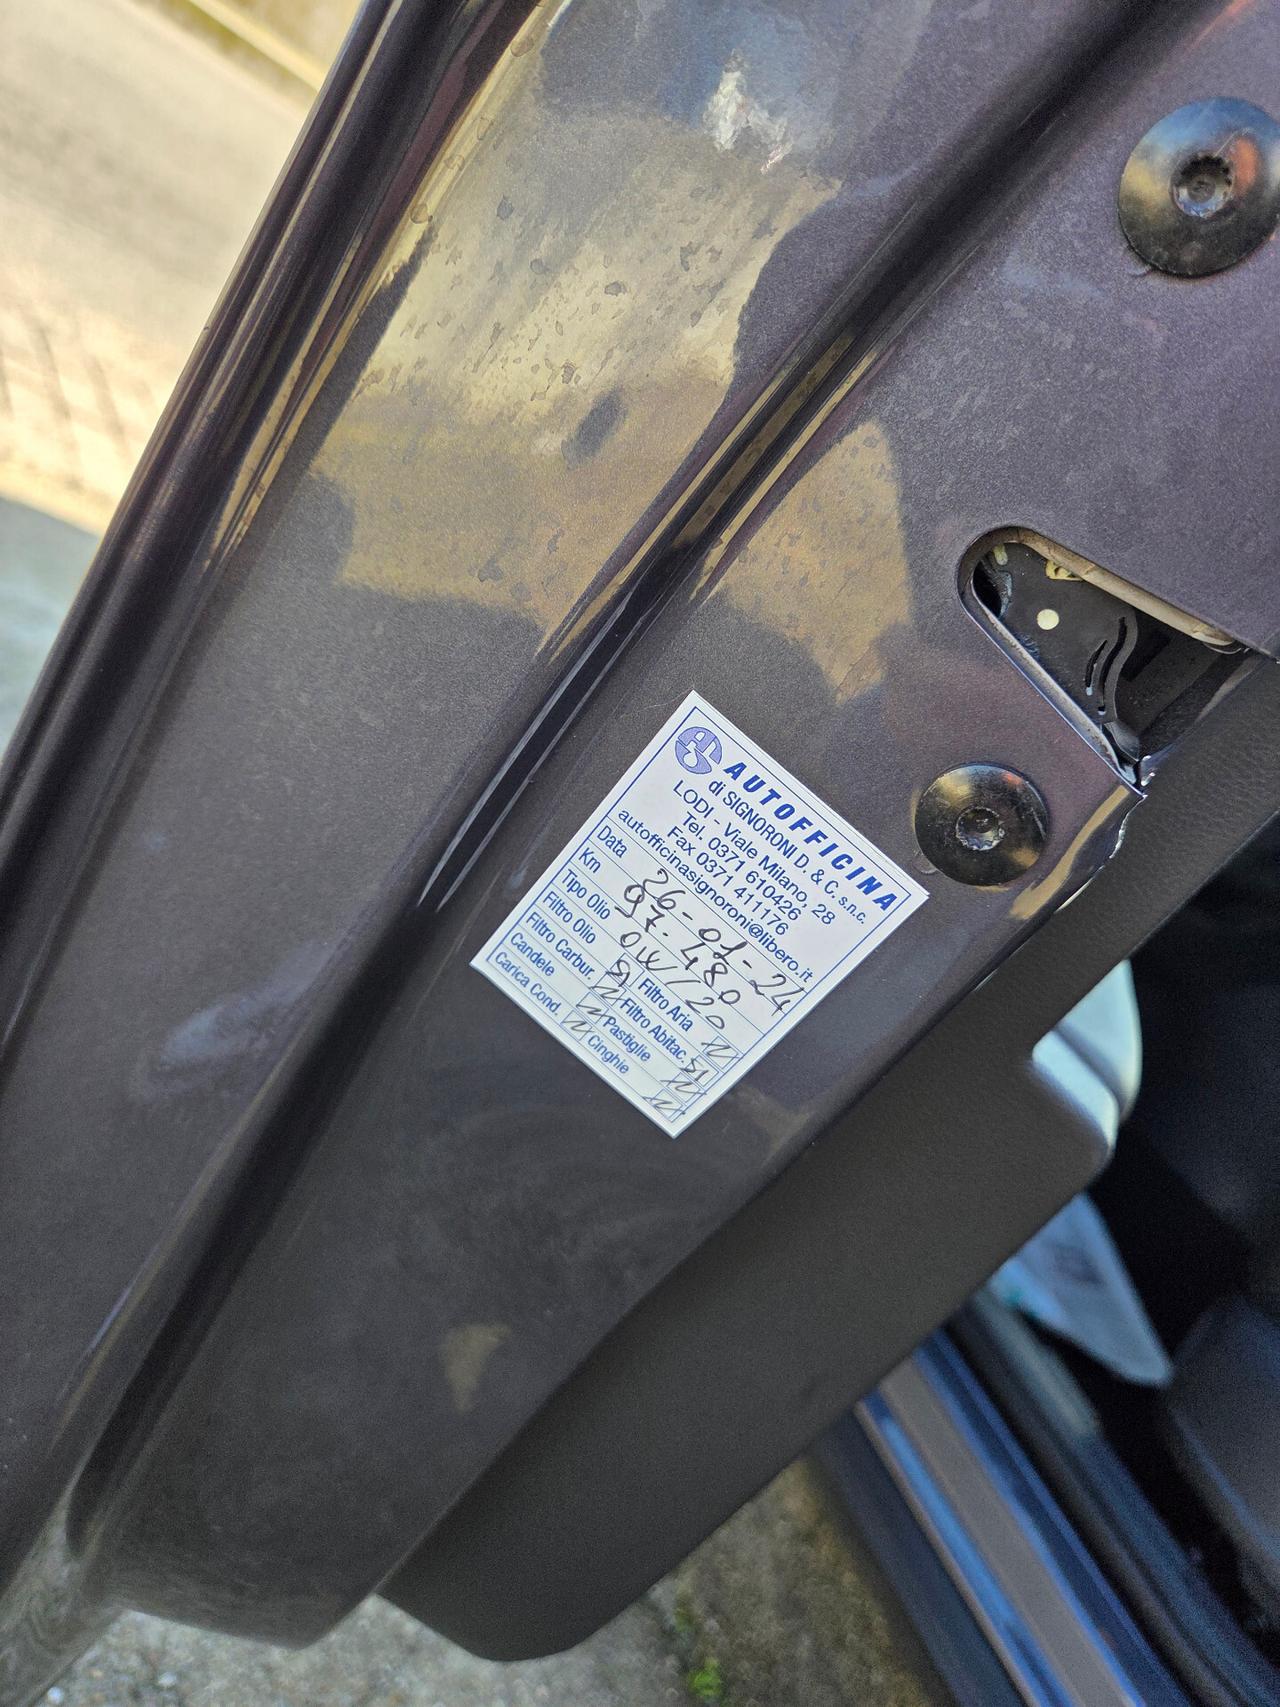 AUTOFFICINA
di SIGNORONI D. & C. s.n.c.
LODI - Viale Milano, 28
Tel. 0371 610426
Fax 0371 411176
autofficinasignoroni@libero.it
Data 26-01-24
Km 97.480
Tipo Olio 0W/20
Filtro Olio SI Filtro Aria N
Filtro Carbur. N Filtro Abitac. SI
Candele N Pastiglie N
Carica Cond. N Cinghie N